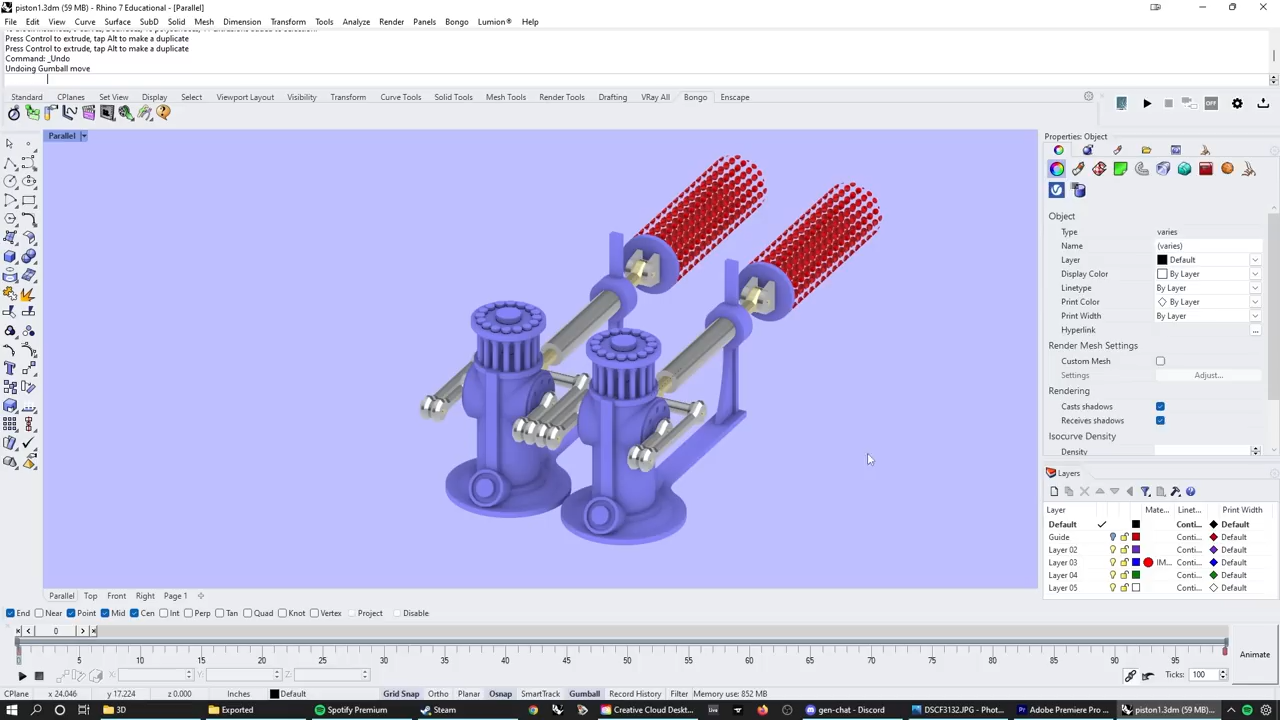 piston1.3dm (59 MB) - Rhino 7 Educational - [Parallel]
File Edit View Curve Surface SubD Solid Mesh Dimension Transform Tools Analyze Render Panels Bongo Lumion® Help
Press Control to extrude, tap Alt to make a duplicate
Press Control to extrude, tap Alt to make a duplicate
Command: _Undo
Undoing Gumball move
Standard CPlanes Set View Display Select Viewport Layout Visibility Transform Curve Tools Solid Tools Mesh Tools Render Tools Drafting VRay All Bongo Enscape
OFF
Parallel
Properties: Object
Object
Type varies
Name (varies)
Layer Default
Display Color By Layer
Linetype By Layer
Print Color By Layer
Print Width By Layer
Hyperlink ...
Render Mesh Settings
Custom Mesh
Settings Adjust...
Rendering
Casts shadows
Receives shadows
Isocurve Density
Density
Layers
Layer Mate... Linet... Print Width
Default Conti... Default
Guide Conti... Default
Layer 02 Conti... Default
Layer 03 IM... Conti... Default
Layer 04 Conti... Default
Layer 05 Conti... Default
Parallel Top Front Right Page 1
End Near Point Mid Cen Int Perp Tan Quad Knot Vertex Project Disable
0
5 10 15 20 25 30 35 40 45 50 55 60 65 70 75 80 85 90 95
Animate
X: Y: Z: Ticks: 100
CPlane x 24.046 y 17.224 z 0.000 Inches Default Grid Snap Ortho Planar Osnap SmartTrack Gumball Record History Filter Memory use: 852 MB
3D Exported Spotify Premium Steam Creative Cloud Desk... gen-chat - Discord DSCF3132.JPG - Phot... Adobe Premiere Pro ... piston1.3dm (59 MB)...